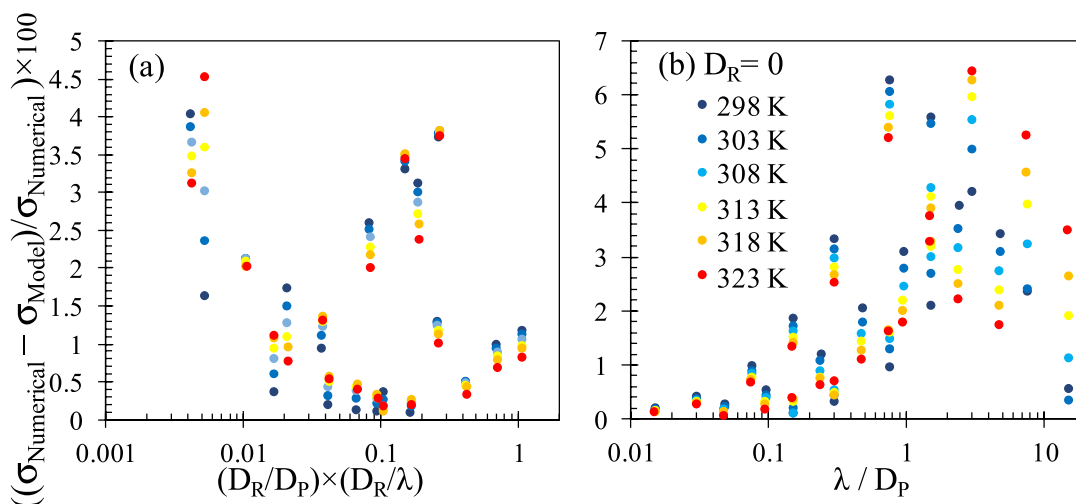 ((σNumerical − σModel)/σNumerical)×100
5
4.5
4
3.5
3
2.5
2
1.5
1
0.5
0
0.001
0.01
0.1
1
(a)
(DR/DP)×(DR/λ)
7
6
5
4
3
2
1
0
0.01
0.1
1
10
(b) DR= 0
298 K
303 K
308 K
313 K
318 K
323 K
λ / DP